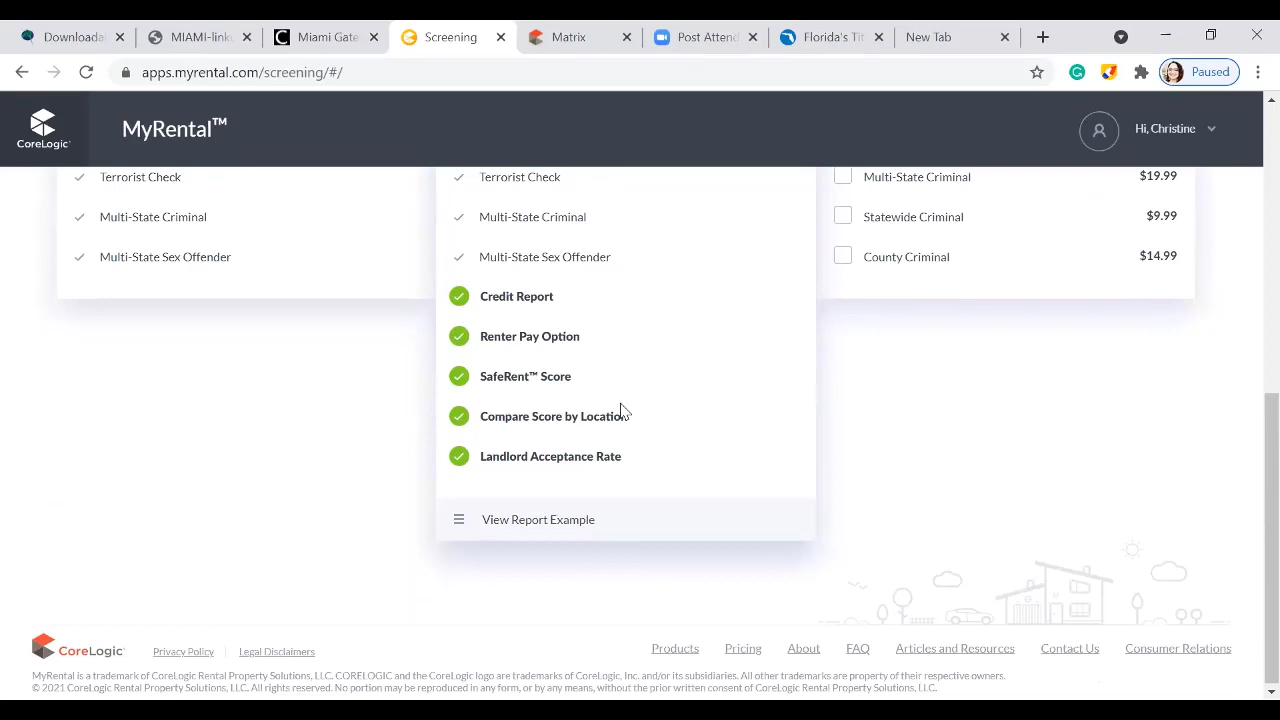 Downloada
MIAMI-link
Miami Gate
Screening
Matrix
Post Attend
Florida's Tit
New Tab
apps.myrental.com/screening/#/
Paused
CoreLogic
MyRental™
Hi, Christine
Terrorist Check
Multi-State Criminal
Multi-State Sex Offender
Terrorist Check
Multi-State Criminal
Multi-State Sex Offender
Credit Report
Renter Pay Option
SafeRent™ Score
Compare Score by Location
Landlord Acceptance Rate
View Report Example
Multi-State Criminal $19.99
Statewide Criminal $9.99
County Criminal $14.99
CoreLogic
Privacy Policy
Legal Disclaimers
Products
Pricing
About
FAQ
Articles and Resources
Contact Us
Consumer Relations
MyRental is a trademark of CoreLogic Rental Property Solutions, LLC. CORELOGIC and the CoreLogic logo are trademarks of CoreLogic, Inc. and/or its subsidiaries. All other trademarks are property of their respective owners.
© 2021 CoreLogic Rental Property Solutions, LLC. All rights reserved. No portion may be reproduced in any form, or by any means, without the prior written consent of CoreLogic Rental Property Solutions, LLC.